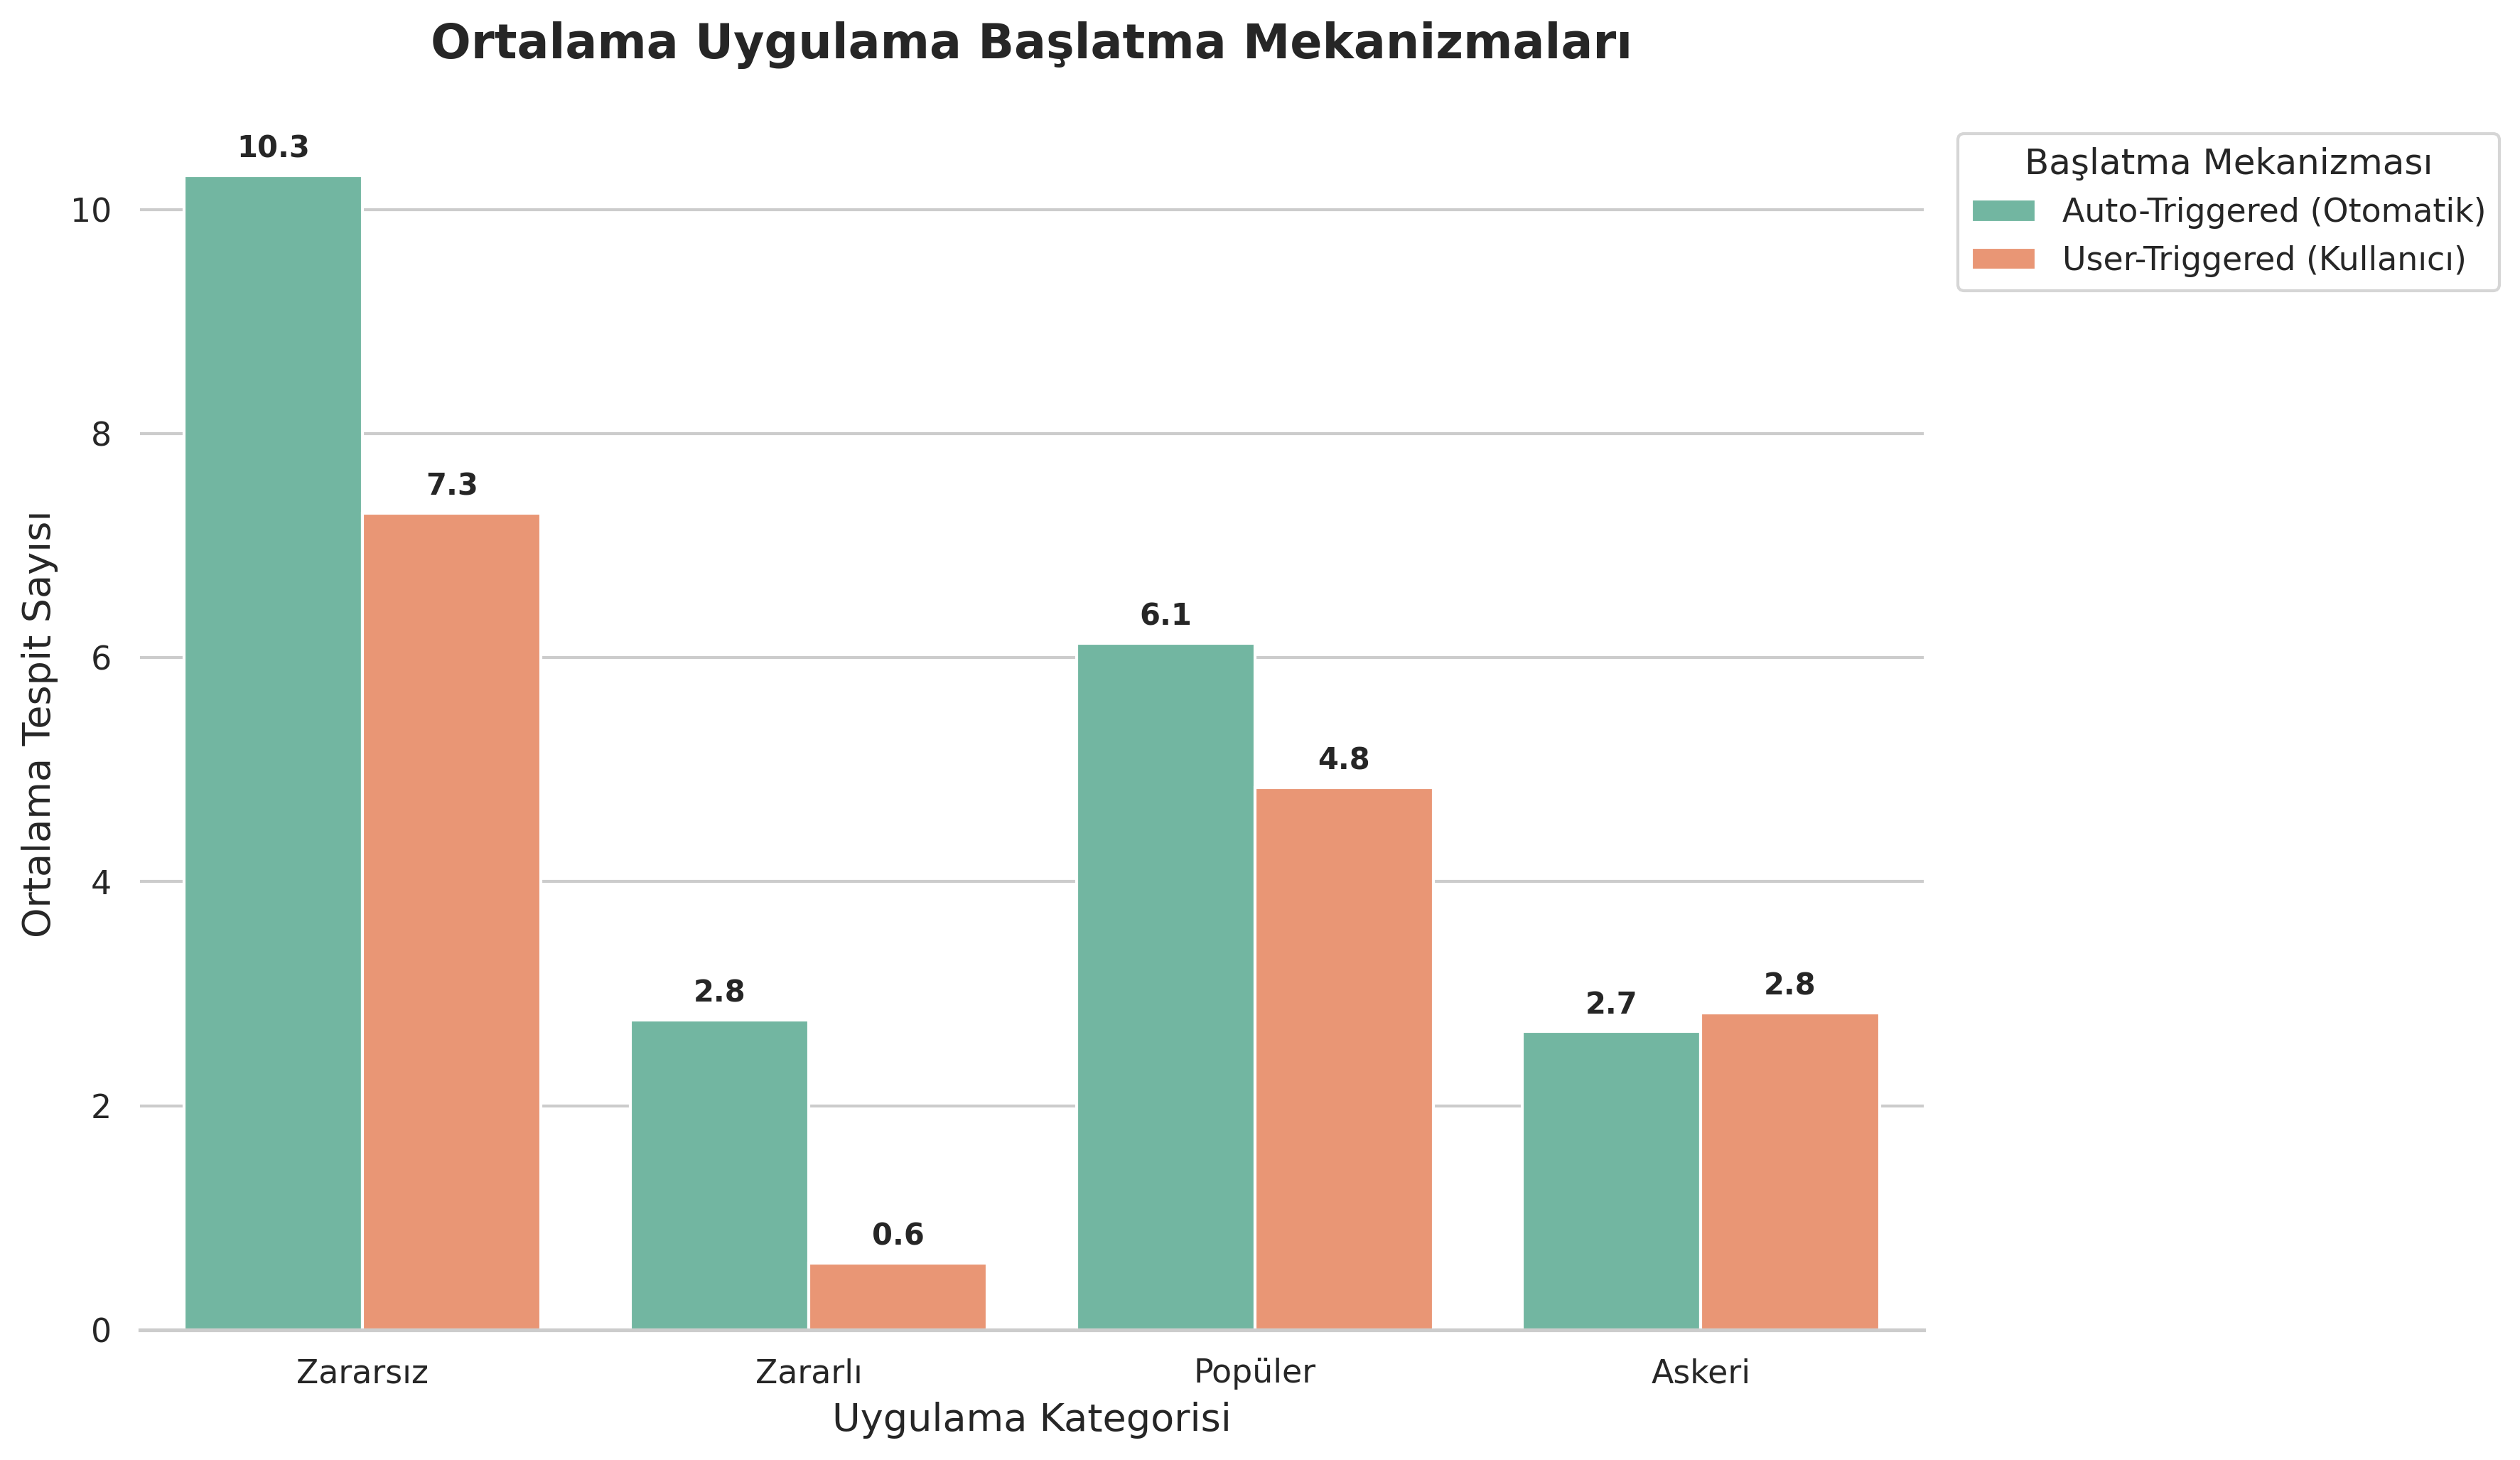 Ortalama Uygulama Başlatma Mekanizmaları
Başlatma Mekanizması
Auto-Triggered (Otomatik)
User-Triggered (Kullanıcı)
Ortalama Tespit Sayısı
10
8
6
4
2
0
10.3
7.3
2.8
0.6
6.1
4.8
2.7
2.8
Zararsız
Zararlı
Popüler
Askeri
Uygulama Kategorisi